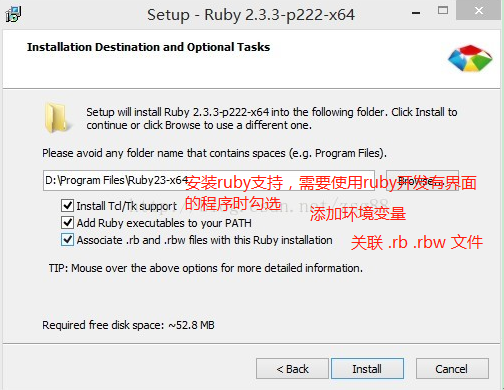 Setup - Ruby 2.3.3-p222-x64
Installation Destination and Optional Tasks
Setup will install Ruby 2.3.3-p222-x64 into the following folder. Click Install to
continue or click Browse to use a different one.
Please avoid any folder name that contains spaces (e.g. Program Files).
D:\Program Files\Ruby23-x64
Browse...
安装ruby支持，需要使用ruby开发有界面
的程序时勾选
Install Tcl/Tk support
添加环境变量
Add Ruby executables to your PATH
关联 .rb .rbw 文件
Associate .rb and .rbw files with this Ruby installation
TIP: Mouse over the above options for more detailed information.
Required free disk space: ~52.8 MB
< Back
Install
Cancel